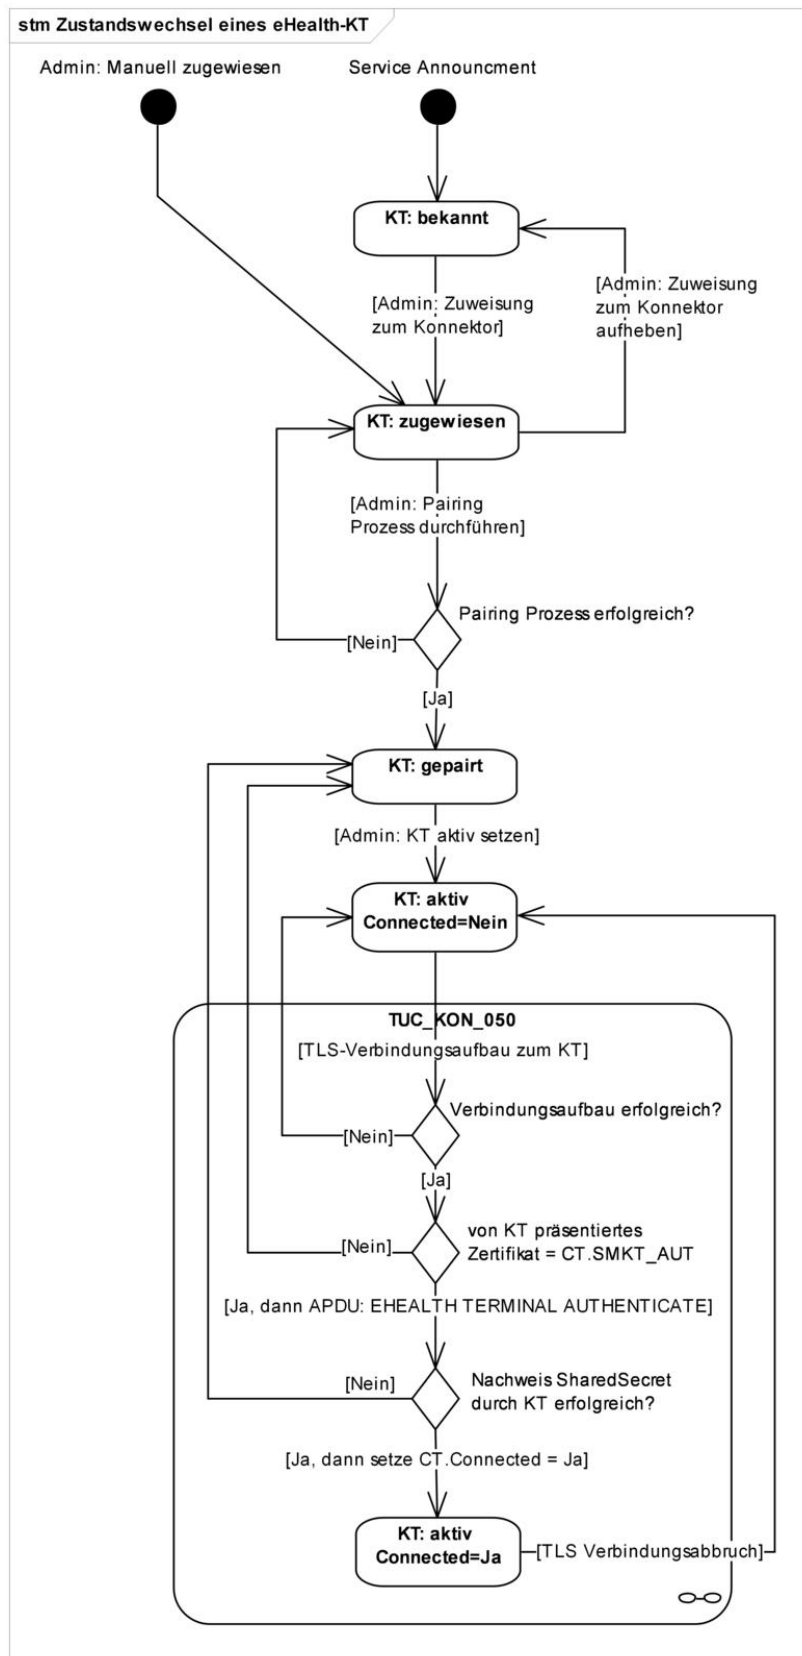 stm Zustandswechsel eines eHealth-KT
Admin: Manuell zugewiesen
Service Announcment
KT: bekannt
[Admin: Zuweisung
zum Konnektor]
[Admin: Zuweisung
zum Konnektor
aufheben]
KT: zugewiesen
[Admin: Pairing
Prozess durchführen]
Pairing Prozess erfolgreich?
[Nein]
[Ja]
KT: gepairt
[Admin: KT aktiv setzen]
KT: aktiv
Connected=Nein
TUC_KON_050
[TLS-Verbindungsaufbau zum KT]
Verbindungsaufbau erfolgreich?
[Nein]
[Ja]
von KT präsentiertes
Zertifikat = CT.SMKT_AUT
[Nein]
[Ja, dann APDU: EHEALTH TERMINAL AUTHENTICATE]
Nachweis SharedSecret
durch KT erfolgreich?
[Nein]
[Ja, dann setze CT.Connected = Ja]
KT: aktiv
Connected=Ja
[TLS Verbindungsabbruch]